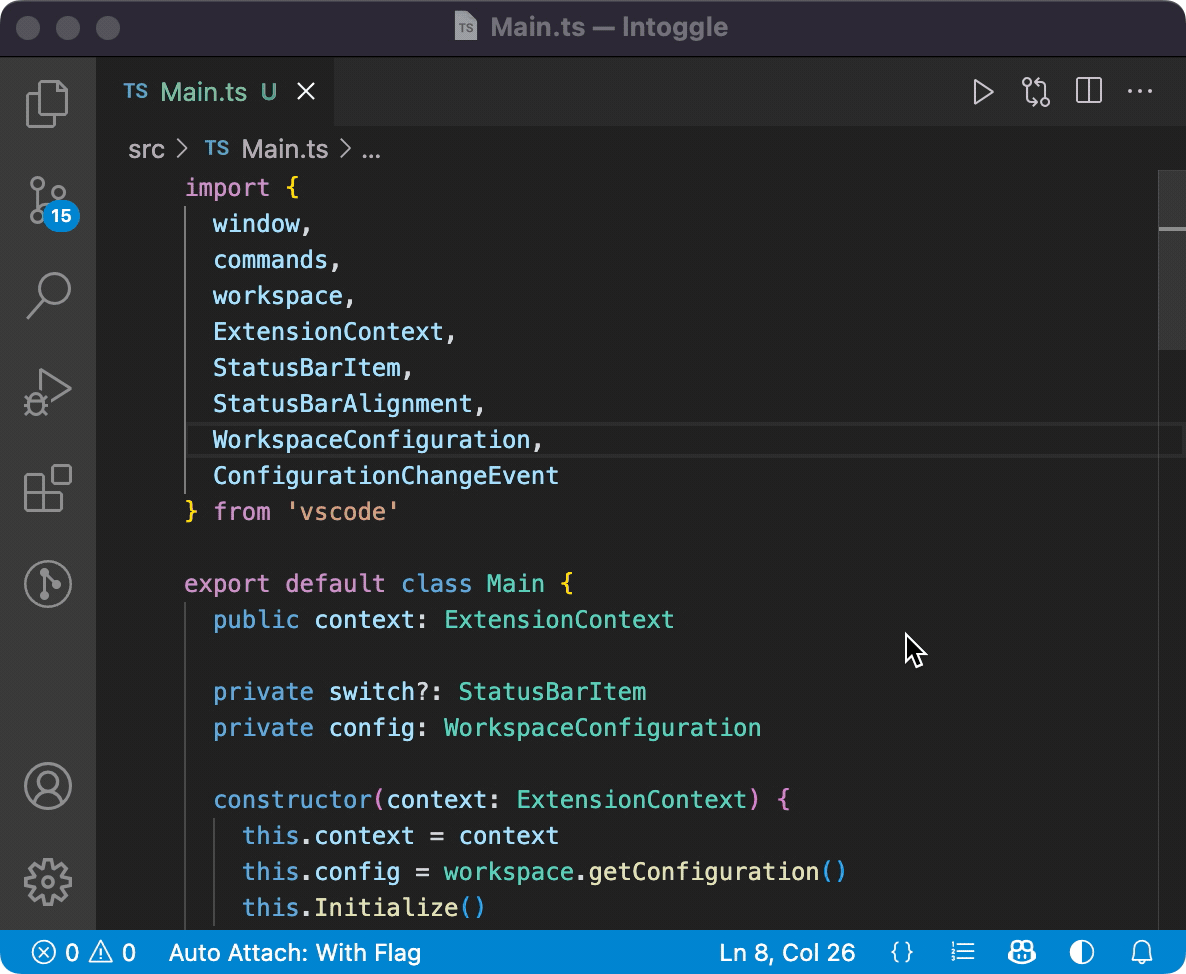 TS Main.ts — Intoggle
TS Main.ts U
src > TS Main.ts > ...
15
import {
  window,
  commands,
  workspace,
  ExtensionContext,
  StatusBarItem,
  StatusBarAlignment,
  WorkspaceConfiguration,
  ConfigurationChangeEvent
} from 'vscode'
export default class Main {
  public context: ExtensionContext
  private switch?: StatusBarItem
  private config: WorkspaceConfiguration
  constructor(context: ExtensionContext) {
    this.context = context
    this.config = workspace.getConfiguration()
    this.Initialize()
0 0 Auto Attach: With Flag Ln 8, Col 26 {}